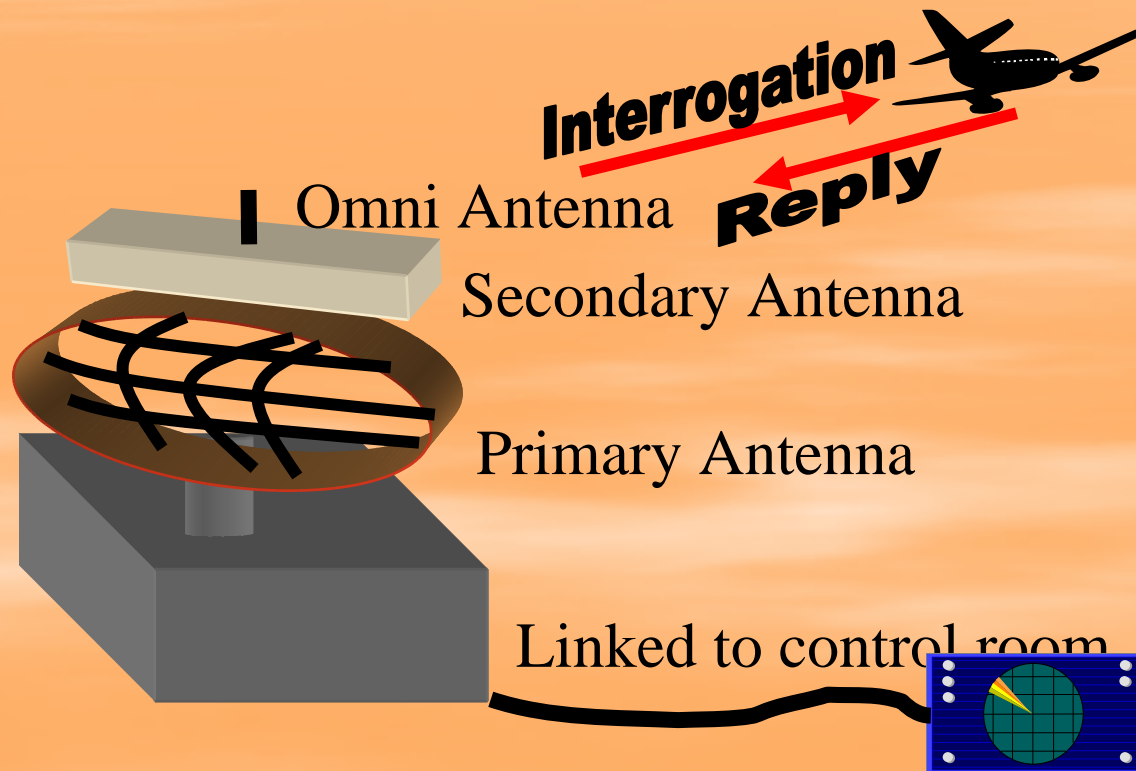 Interrogation
Reply
Omni Antenna
Secondary Antenna
Primary Antenna
Linked to control room